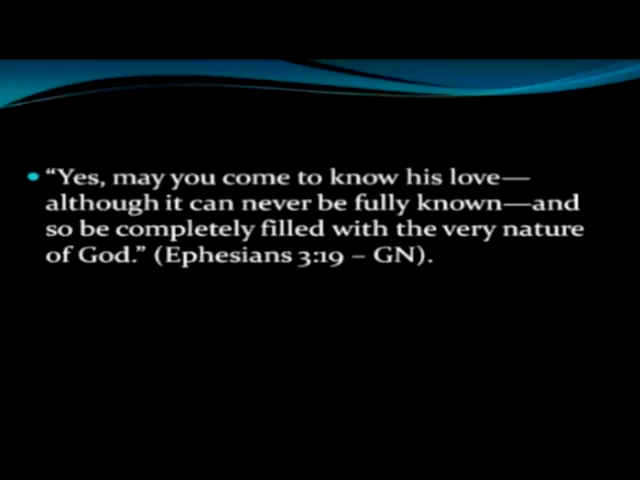 “Yes, may you come to know his love—
although it can never be fully known—and
so be completely filled with the very nature
of God.” (Ephesians 3:19 – GN).